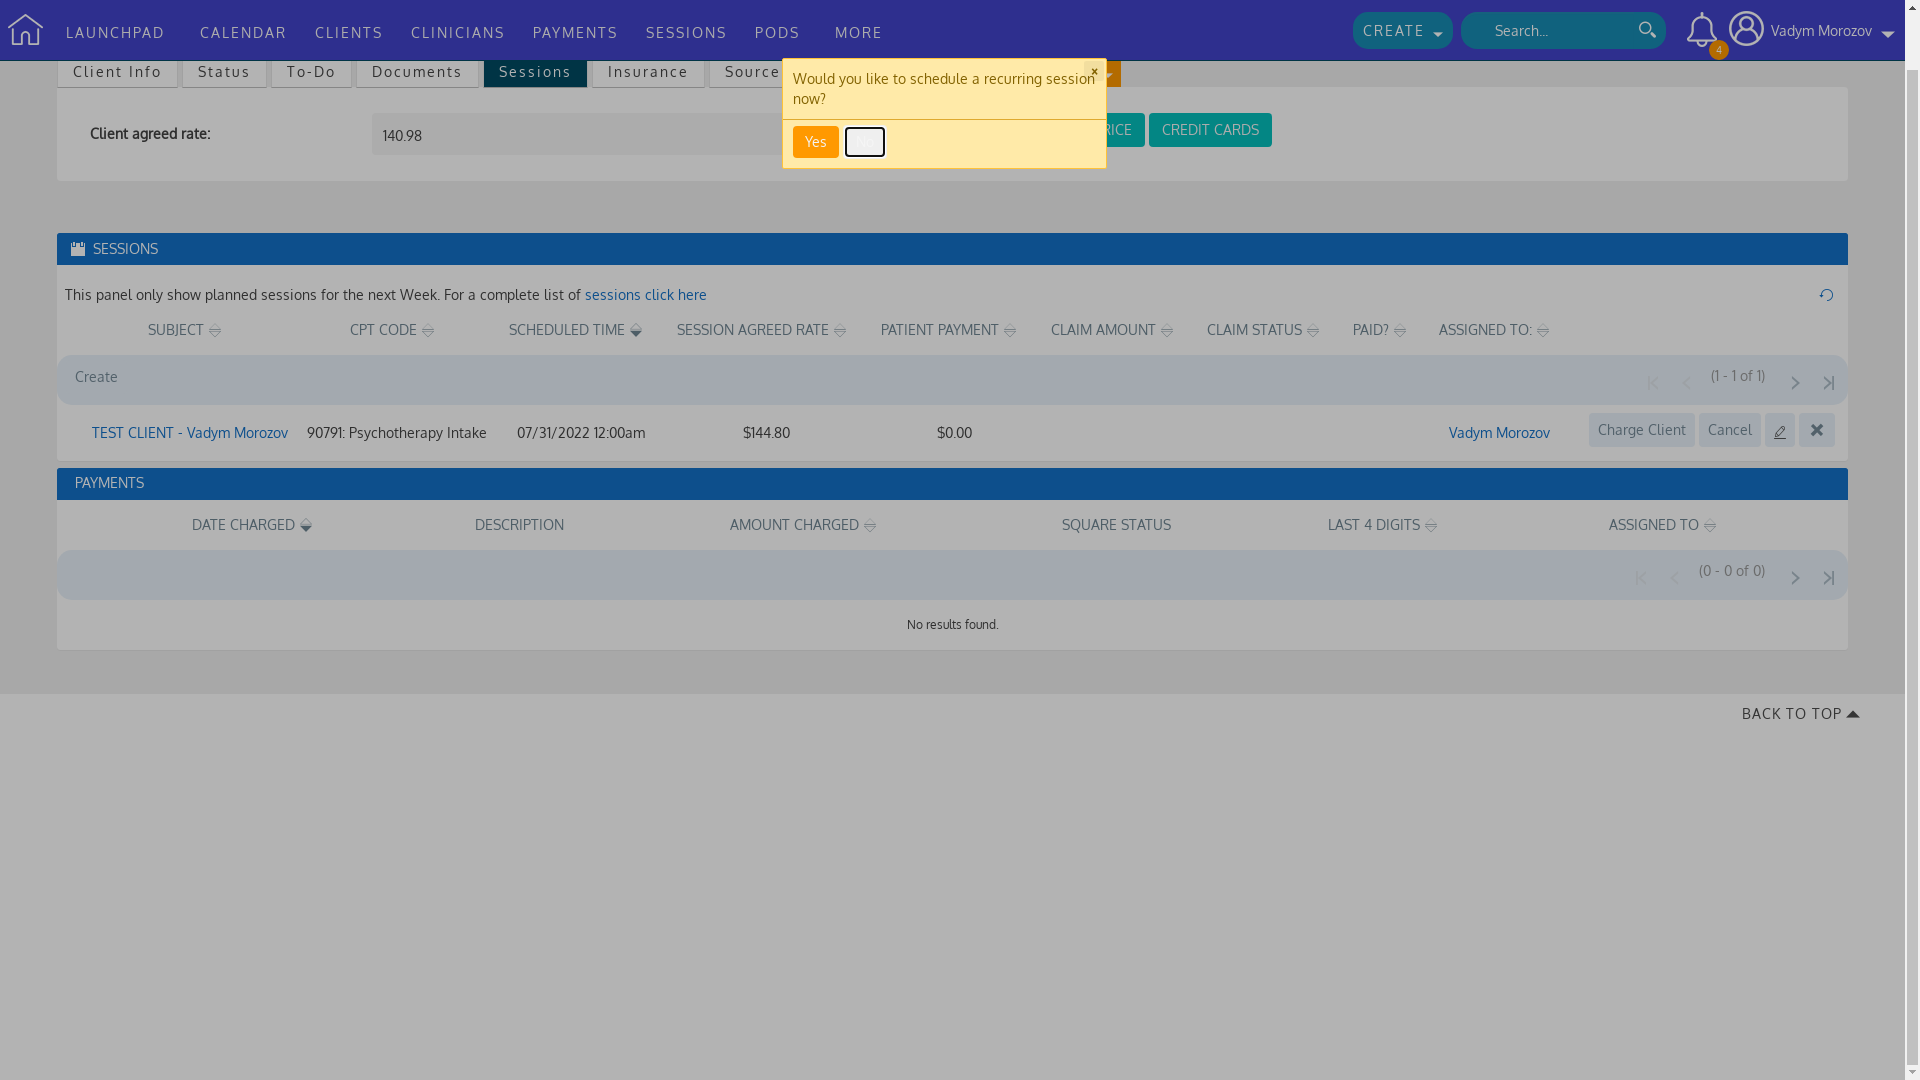 LAUNCHPAD CALENDAR CLIENTS CLINICIANS PAYMENTS SESSIONS PODS MORE CREATE Search... 4 Vadym Morozov
Client Info Status To-Do Documents Sessions Insurance Source
Would you like to schedule a recurring session
now?
×
Yes No
Client agreed rate: 140.98 RICE CREDIT CARDS
SESSIONS
This panel only show planned sessions for the next Week. For a complete list of sessions click here
SUBJECT CPT CODE SCHEDULED TIME SESSION AGREED RATE PATIENT PAYMENT CLAIM AMOUNT CLAIM STATUS PAID? ASSIGNED TO:
Create (1 - 1 of 1)
TEST CLIENT - Vadym Morozov 90791: Psychotherapy Intake 07/31/2022 12:00am $144.80 $0.00 Vadym Morozov Charge Client Cancel
PAYMENTS
DATE CHARGED DESCRIPTION AMOUNT CHARGED SQUARE STATUS LAST 4 DIGITS ASSIGNED TO
(0 - 0 of 0)
No results found.
BACK TO TOP